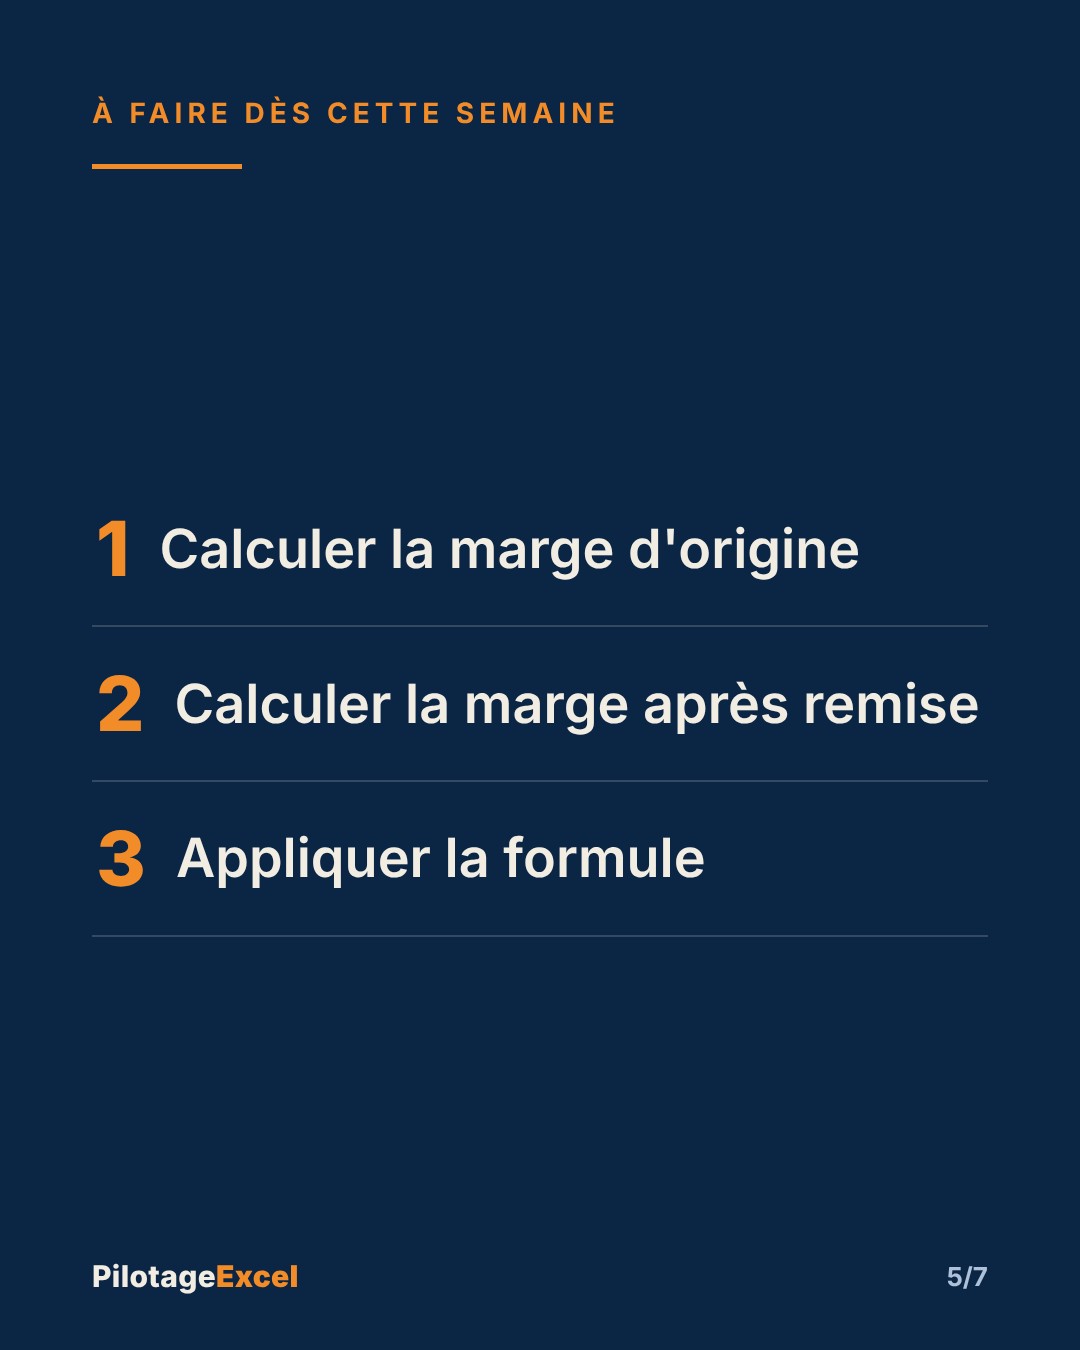 À FAIRE DÈS CETTE SEMAINE
1 Calculer la marge d'origine
2 Calculer la marge après remise
3 Appliquer la formule
PilotageExcel
5/7